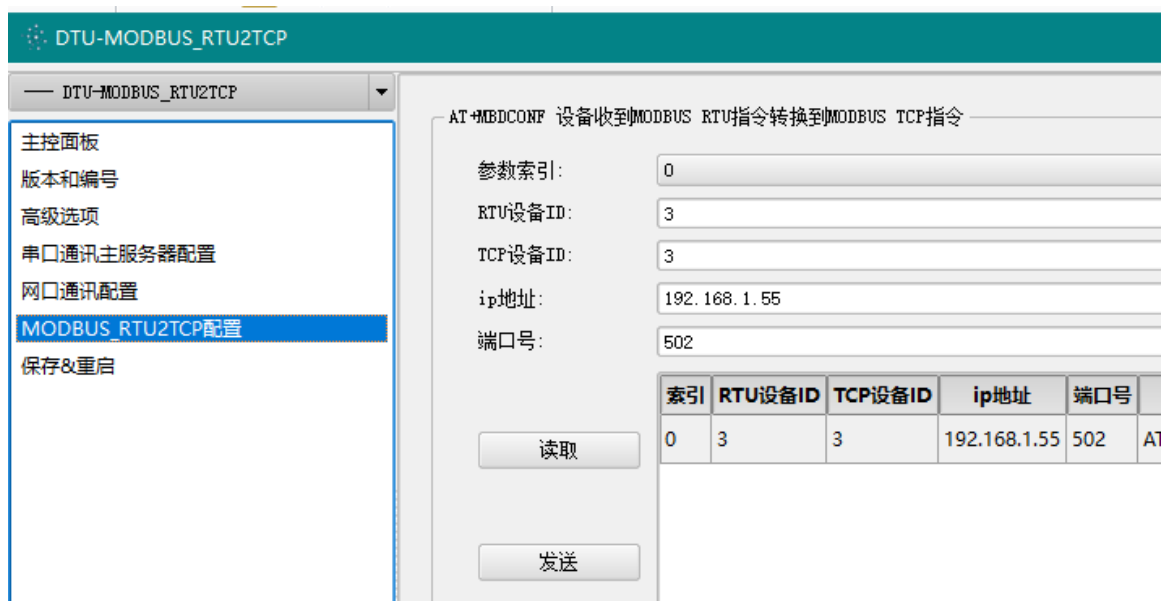 DTU-MODBUS_RTU2TCP
DTU-MODBUS_RTU2TCP
主控面板
版本和编号
高级选项
串口通讯主服务器配置
网口通讯配置
MODBUS_RTU2TCP配置
保存&重启
AT+MBDCONF 设备收到MODBUS RTU指令转换到MODBUS TCP指令
参数索引: 0
RTU设备ID: 3
TCP设备ID: 3
ip地址: 192.168.1.55
端口号: 502
索引 RTU设备ID TCP设备ID ip地址 端口号
0 3 3 192.168.1.55 502 AT
读取
发送